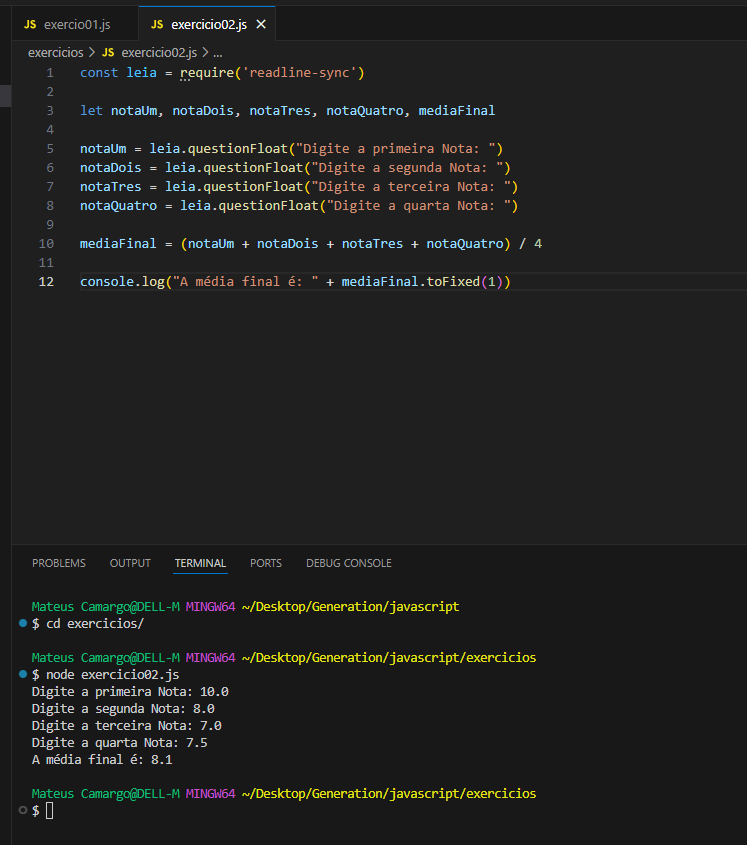 JS exercio01.js JS exercicio02.js ×
exercicios > JS exercicio02.js > ...
1 const leia = require('readline-sync')
2
3 let notaUm, notaDois, notaTres, notaQuatro, mediaFinal
4
5 notaUm = leia.questionFloat("Digite a primeira Nota: ")
6 notaDois = leia.questionFloat("Digite a segunda Nota: ")
7 notaTres = leia.questionFloat("Digite a terceira Nota: ")
8 notaQuatro = leia.questionFloat("Digite a quarta Nota: ")
9
10 mediaFinal = (notaUm + notaDois + notaTres + notaQuatro) / 4
11
12 console.log("A média final é: " + mediaFinal.toFixed(1))
PROBLEMS OUTPUT TERMINAL PORTS DEBUG CONSOLE
Mateus Camargo@DELL-M MINGW64 ~/Desktop/Generation/javascript
$ cd exercicios/
Mateus Camargo@DELL-M MINGW64 ~/Desktop/Generation/javascript/exercicios
$ node exercicio02.js
Digite a primeira Nota: 10.0
Digite a segunda Nota: 8.0
Digite a terceira Nota: 7.0
Digite a quarta Nota: 7.5
A média final é: 8.1
Mateus Camargo@DELL-M MINGW64 ~/Desktop/Generation/javascript/exercicios
$